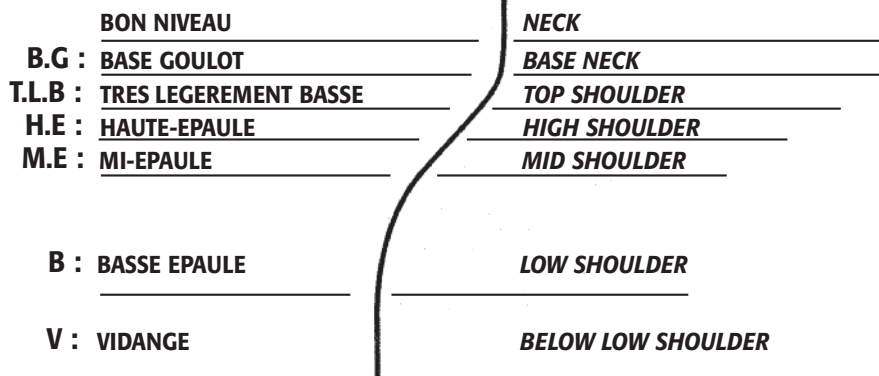 BON NIVEAU NECK
B.G : BASE GOULOT BASE NECK
T.L.B : TRES LEGEREMENT BASSE TOP SHOULDER
H.E : HAUTE-EPAULE HIGH SHOULDER
M.E : MI-EPAULE MID SHOULDER
B : BASSE EPAULE LOW SHOULDER
V : VIDANGE BELOW LOW SHOULDER